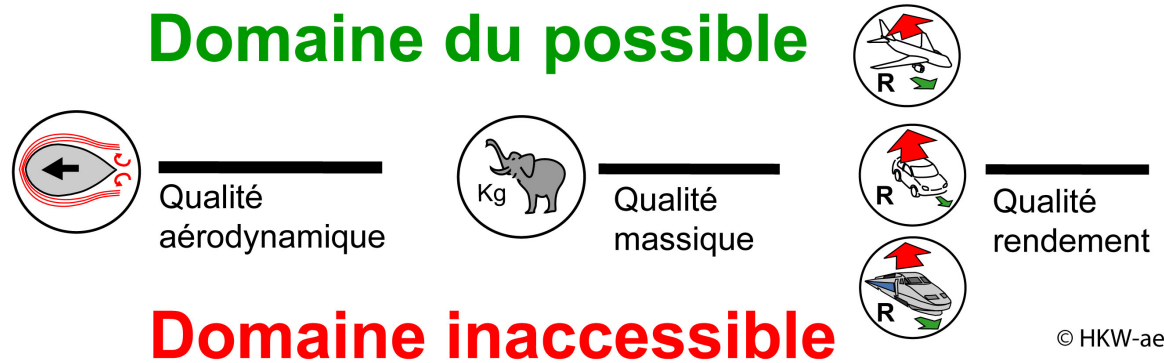 Domaine du possible
R
Qualité
aérodynamique
Kg
Qualité
massique
R
Qualité
rendement
R
Domaine inaccessible
© HKW-ae